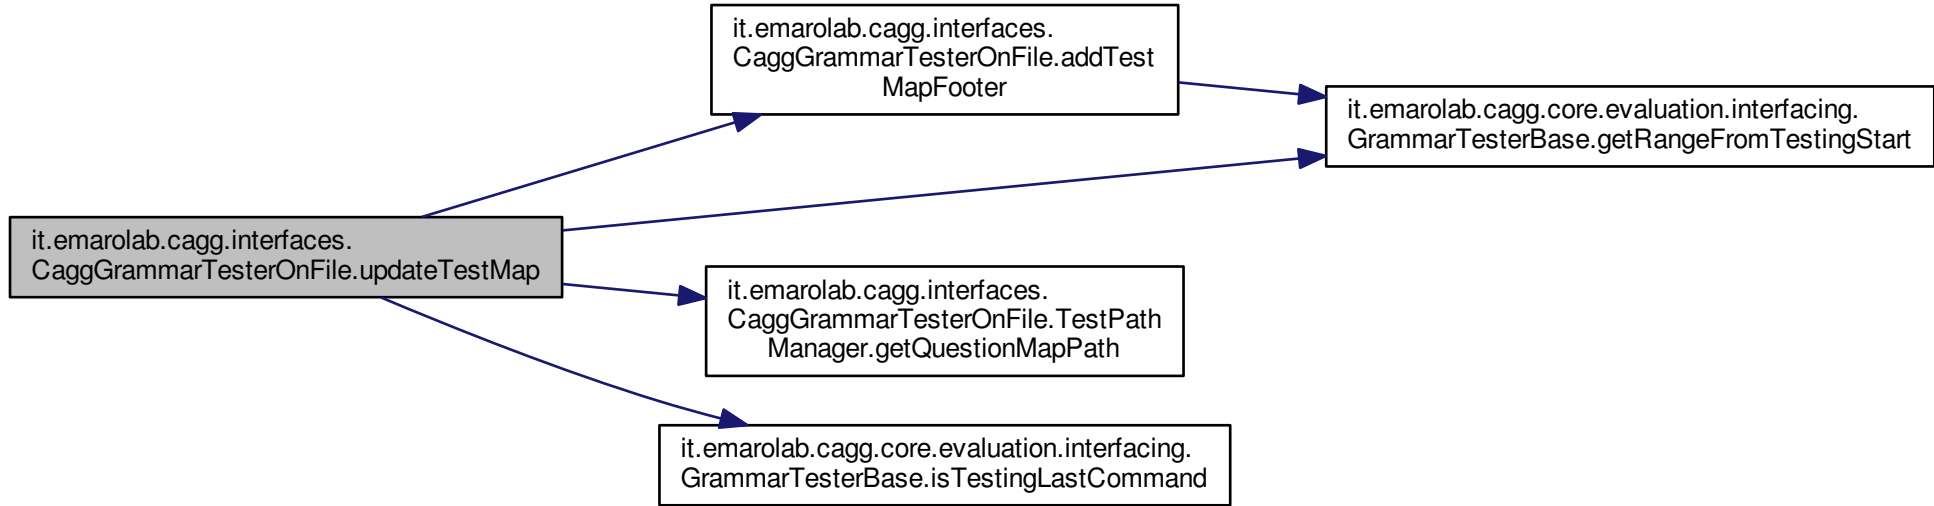 it.emarolab.cagg.interfaces.
CaggGrammarTesterOnFile.addTest
MapFooter
it.emarolab.cagg.core.evaluation.interfacing.
GrammarTesterBase.getRangeFromTestingStart
it.emarolab.cagg.interfaces.
CaggGrammarTesterOnFile.updateTestMap
it.emarolab.cagg.interfaces.
CaggGrammarTesterOnFile.TestPath
Manager.getQuestionMapPath
it.emarolab.cagg.core.evaluation.interfacing.
GrammarTesterBase.isTestingLastCommand